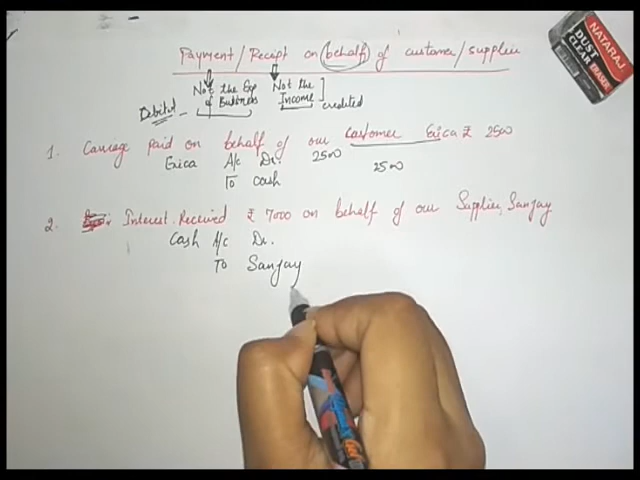 Payment/Receipt on behalf of customer/supplier
Not the Exp of Business
Not the Income
Debited
credited
1. Carriage paid on behalf of our Customer Erica ₹ 2500
Erica A/c Dr. 2500
To Cash 2500
2. Interest Received ₹ 7000 on behalf of our Supplier, Sanjay
Cash A/c Dr.
To Sanjay
NATARAJ
DUST
CLEAR
ERASER